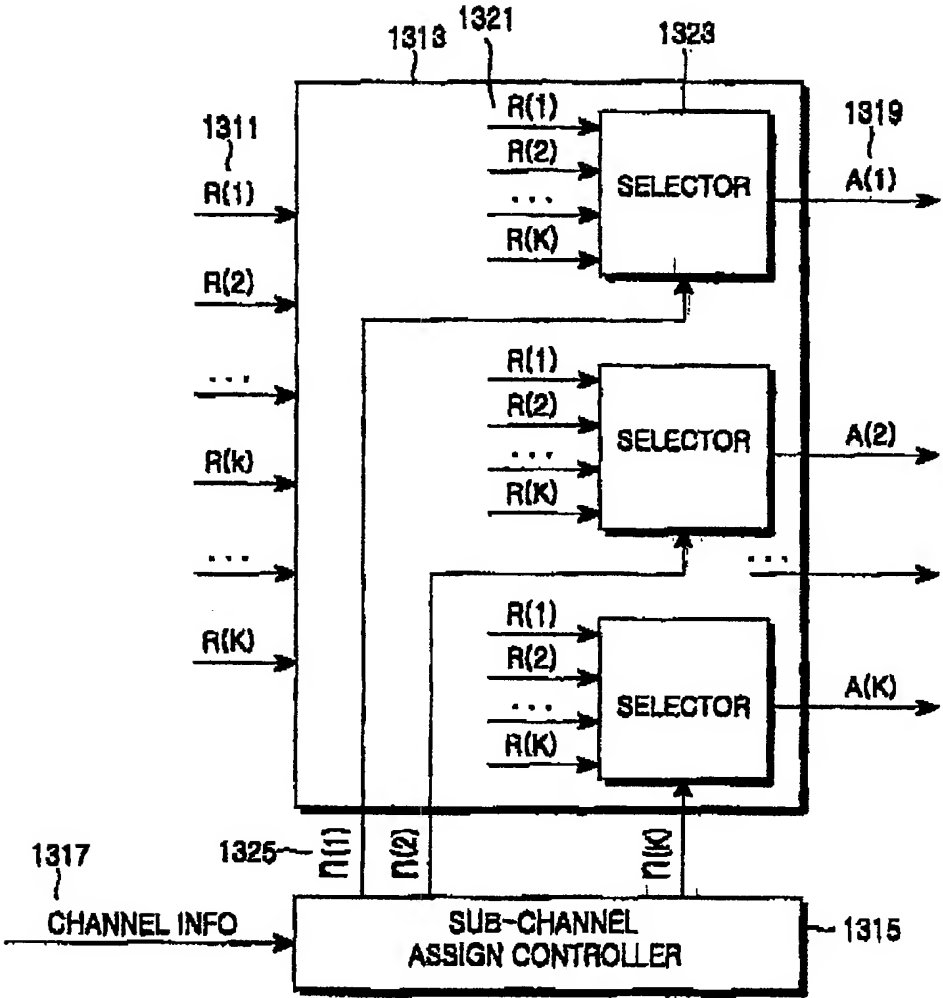 1313
1321
1323
1311
1319
R(1)
R(2)
...
R(k)
...
R(K)
R(1)
R(2)
...
R(K)
SELECTOR
A(1)
R(1)
R(2)
...
R(K)
SELECTOR
A(2)
...
R(1)
R(2)
...
R(K)
SELECTOR
A(K)
1325
n(1)
n(2)
n(K)
1317
CHANNEL INFO
SUB-CHANNEL
ASSIGN CONTROLLER
1315